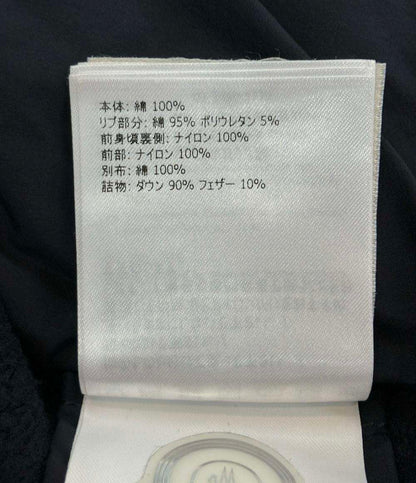 本体: 綿 100%
リブ部分: 綿 95% ポリウレタン 5%
前身頃裏側: ナイロン 100%
前部: ナイロン 100%
別布: 綿 100%
詰物: ダウン 90% フェザー 10%